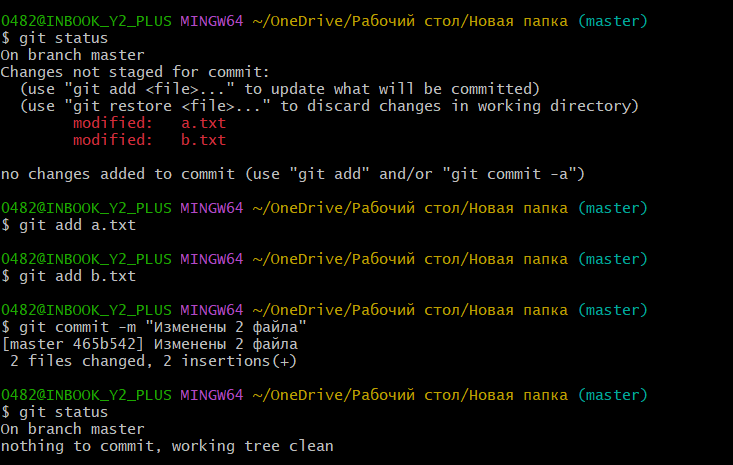 0482@INBOOK_Y2_PLUS MINGW64 ~/OneDrive/Рабочий стол/Новая папка (master)
$ git status
On branch master
Changes not staged for commit:
  (use "git add <file>..." to update what will be committed)
  (use "git restore <file>..." to discard changes in working directory)
        modified:   a.txt
        modified:   b.txt

no changes added to commit (use "git add" and/or "git commit -a")

0482@INBOOK_Y2_PLUS MINGW64 ~/OneDrive/Рабочий стол/Новая папка (master)
$ git add a.txt

0482@INBOOK_Y2_PLUS MINGW64 ~/OneDrive/Рабочий стол/Новая папка (master)
$ git add b.txt

0482@INBOOK_Y2_PLUS MINGW64 ~/OneDrive/Рабочий стол/Новая папка (master)
$ git commit -m "Изменены 2 файла"
[master 465b542] Изменены 2 файла
 2 files changed, 2 insertions(+)

0482@INBOOK_Y2_PLUS MINGW64 ~/OneDrive/Рабочий стол/Новая папка (master)
$ git status
On branch master
nothing to commit, working tree clean